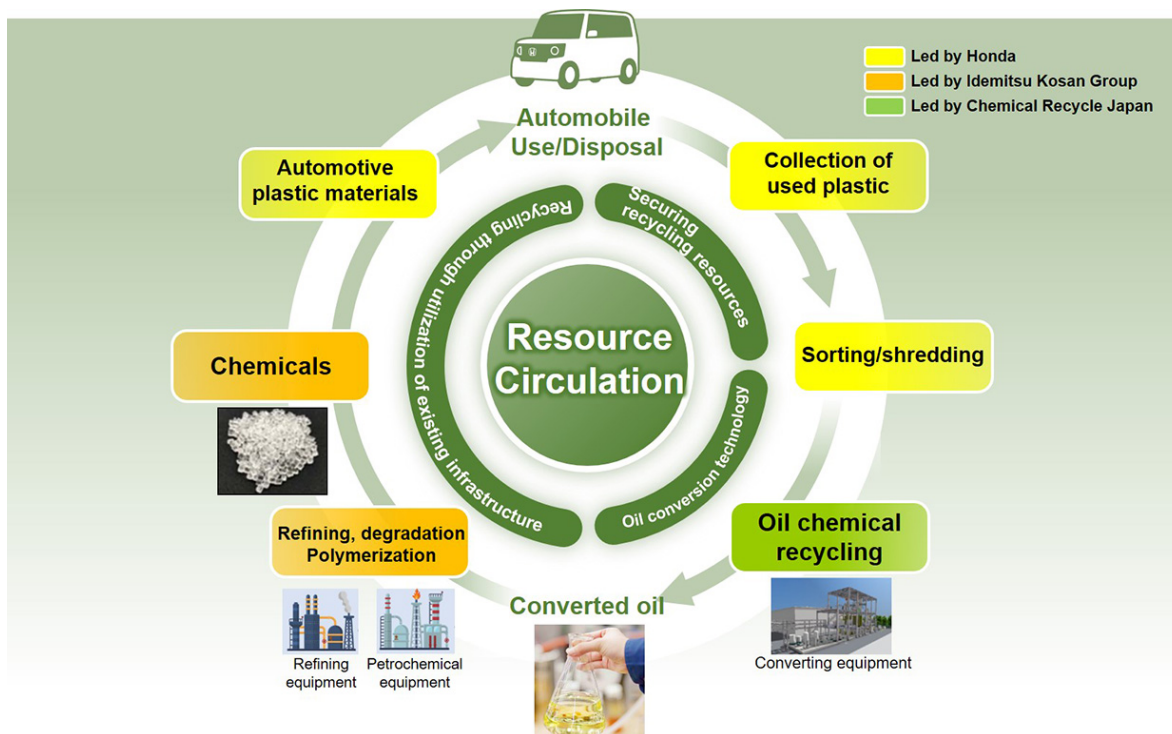 Led by Honda
Led by Idemitsu Kosan Group
Led by Chemical Recycle Japan
Automobile
Use/Disposal
Collection of
used plastic
Sorting/shredding
Oil chemical
recycling
Converting equipment
Converted oil
Refining, degradation
Polymerization
Refining
equipment
Petrochemical
equipment
Chemicals
Automotive
plastic materials
Securing
recycling resources
Oil conversion technology
Recycling through utilization of existing infrastructure
Resource
Circulation